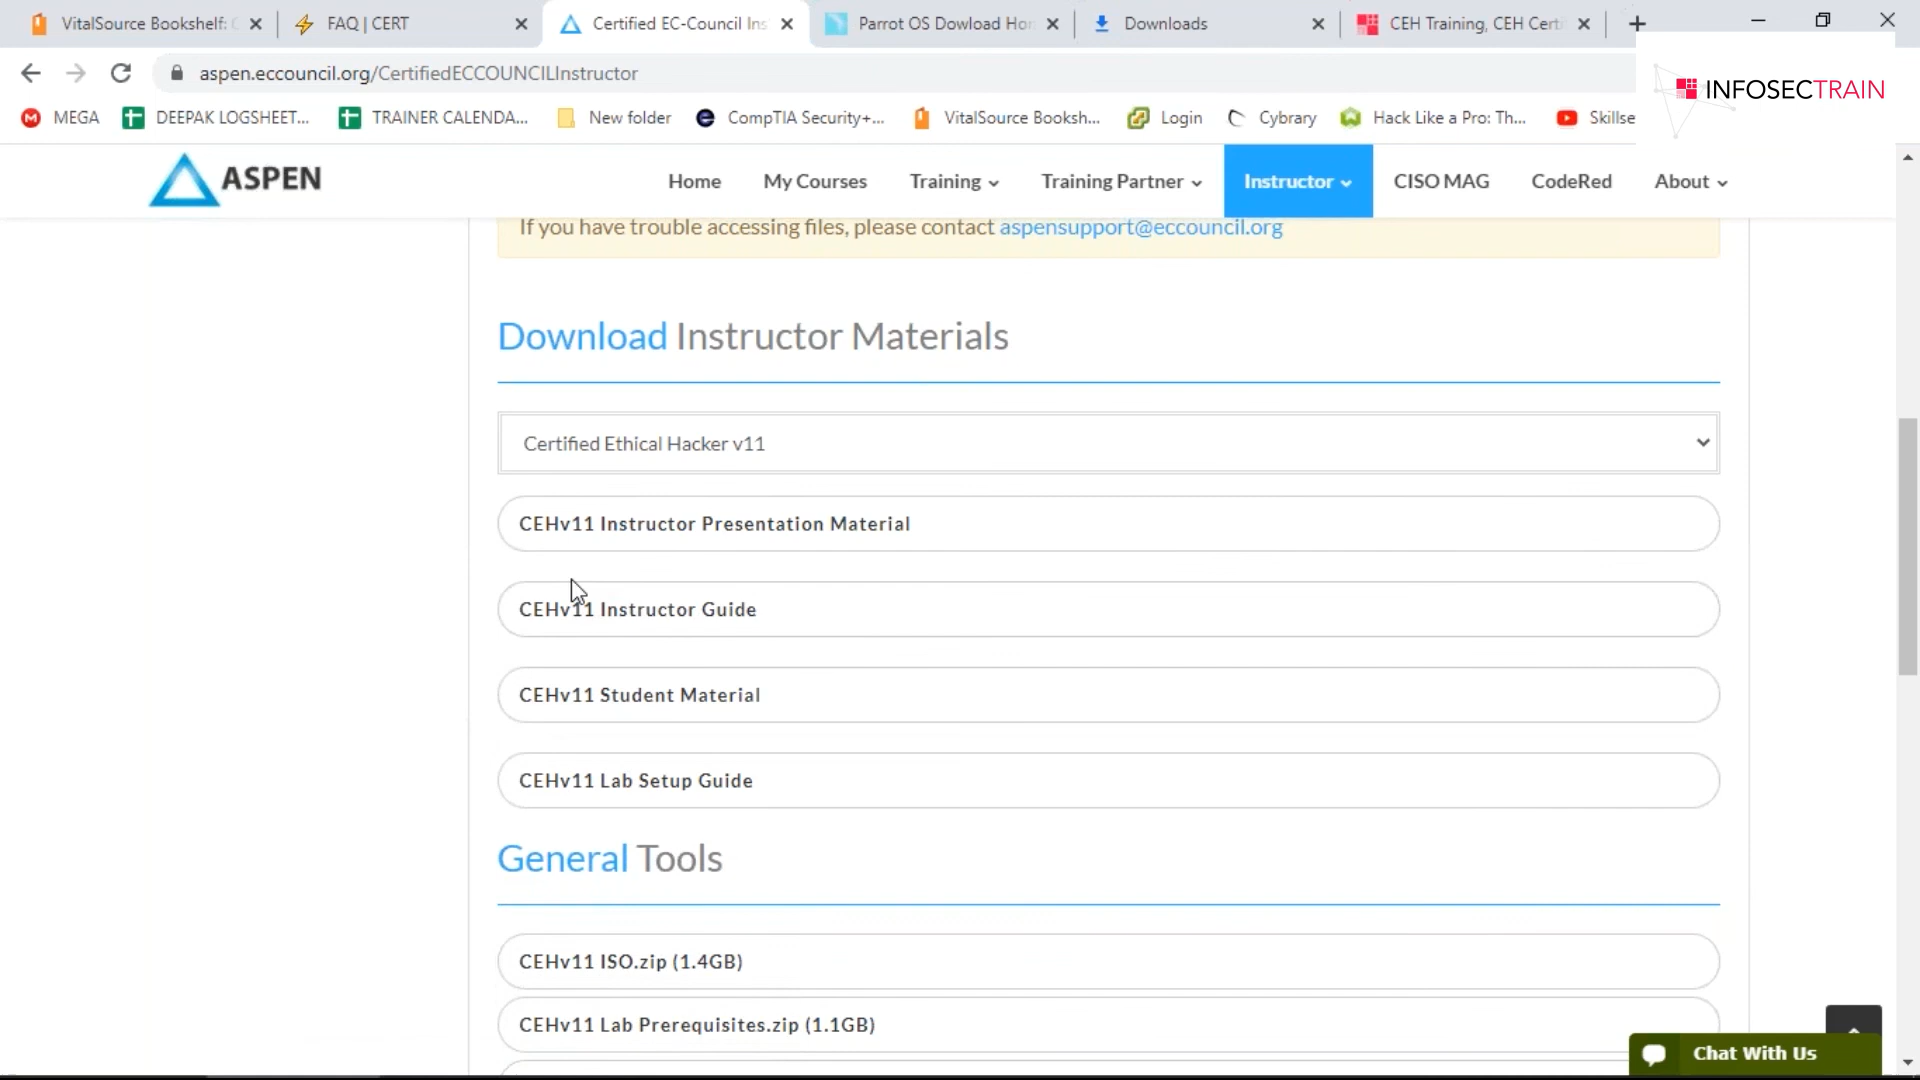 VitalSource Bookshelf: C
FAQ | CERT
Certified EC-Council Ins
Parrot OS Dowload Hor
Downloads
CEH Training, CEH Certi
aspen.eccouncil.org/CertifiedECCOUNCILInstructor
INFOSECTRAIN
MEGA
DEEPAK LOGSHEET...
TRAINER CALENDA...
New folder
CompTIA Security+...
VitalSource Booksh...
Login
Cybrary
Hack Like a Pro: Th...
Skillse
ASPEN
Home
My Courses
Training
Training Partner
Instructor
CISO MAG
CodeRed
About
If you have trouble accessing files, please contact aspensupport@eccouncil.org
Download Instructor Materials
Certified Ethical Hacker v11
CEHv11 Instructor Presentation Material
CEHv11 Instructor Guide
CEHv11 Student Material
CEHv11 Lab Setup Guide
General Tools
CEHv11 ISO.zip (1.4GB)
CEHv11 Lab Prerequisites.zip (1.1GB)
Chat With Us